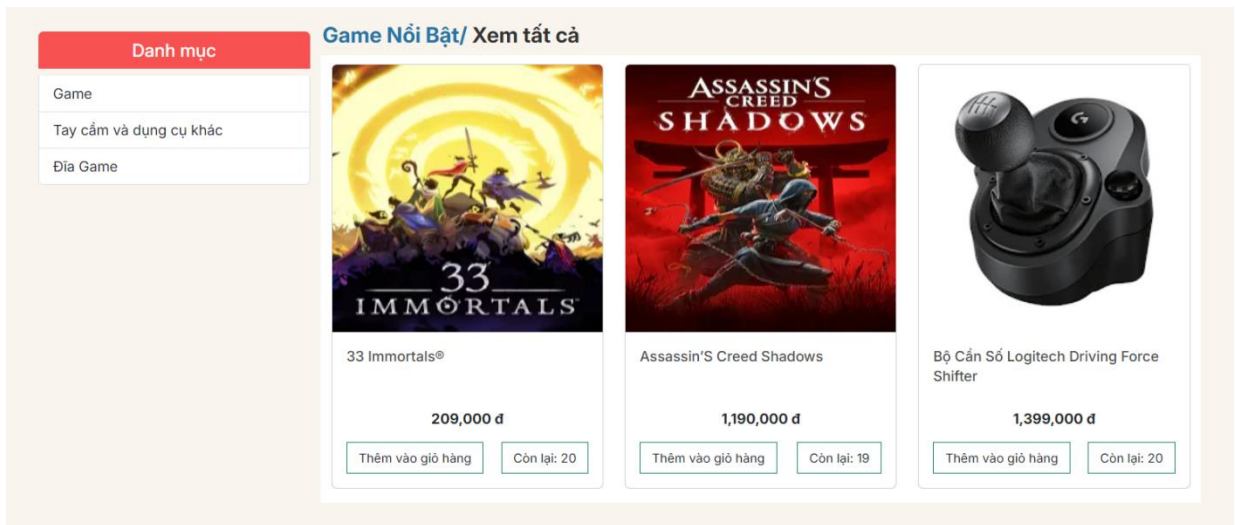 Danh mục
Game
Tay cầm và dụng cụ khác
Đĩa Game
Game Nổi Bật/ Xem tất cả
33
IMMORTALS
33 Immortals®
209,000 đ
Thêm vào giỏ hàng
Còn lại: 20
ASSASSIN'S
CREED
SHADOWS
Assassin’S Creed Shadows
1,190,000 đ
Thêm vào giỏ hàng
Còn lại: 19
G
Bộ Cần Số Logitech Driving Force
Shifter
1,399,000 đ
Thêm vào giỏ hàng
Còn lại: 20